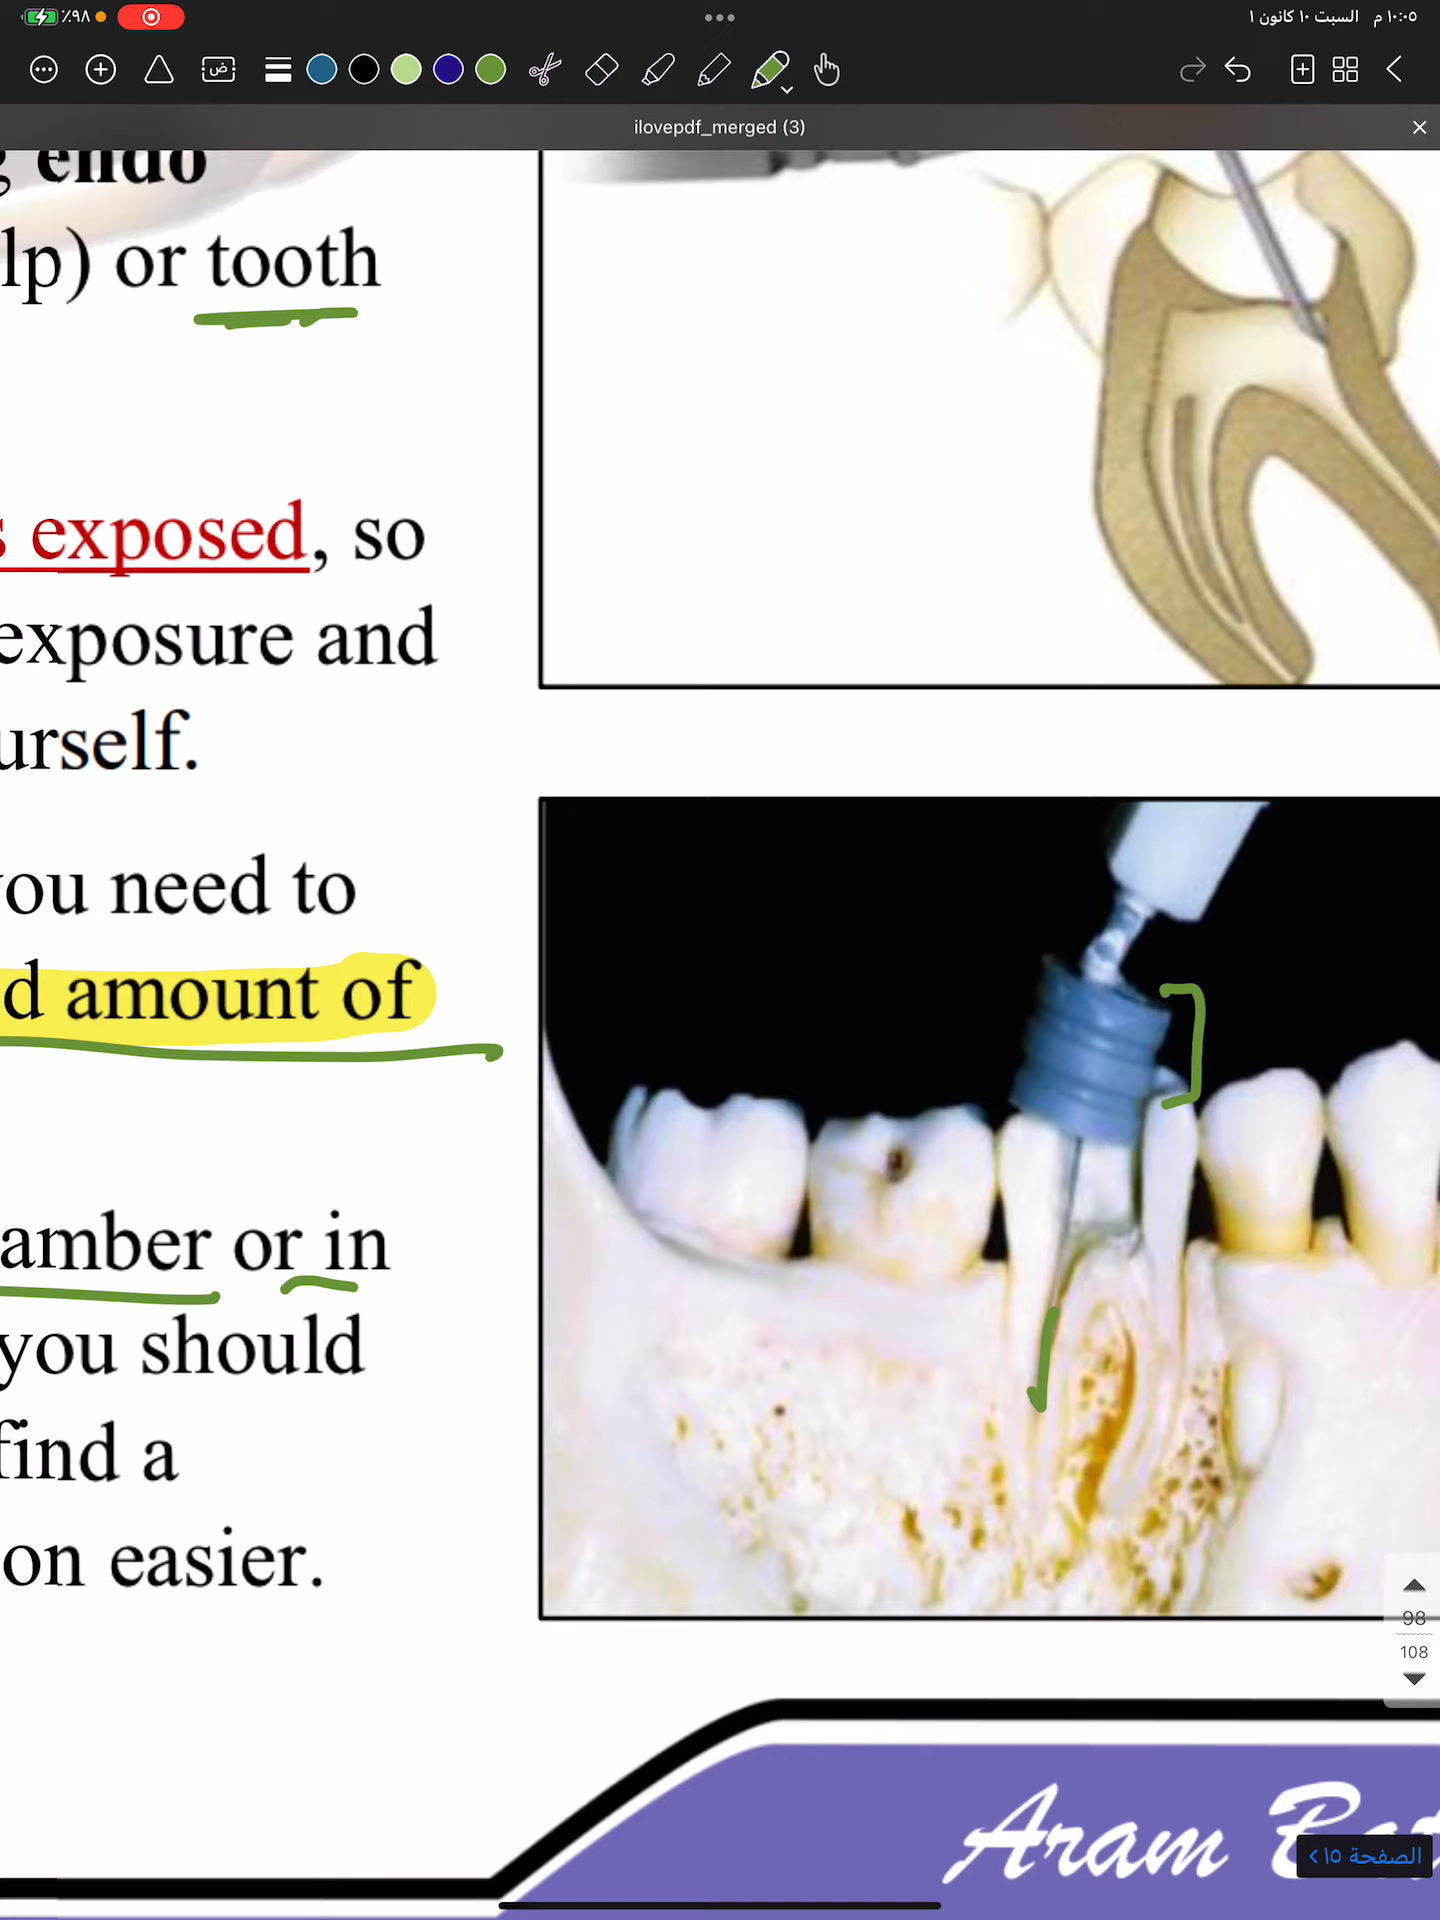 ٪٩٨
١٠:٠٥ م السبت ١٠ كانون ١
ض
ilovepdf_merged (3)
endo
lp) or tooth
s exposed, so
exposure and
urself.
you need to
d amount of
amber or in
you should
find a
on easier.
98
108
Aram
الصفحة ١٥